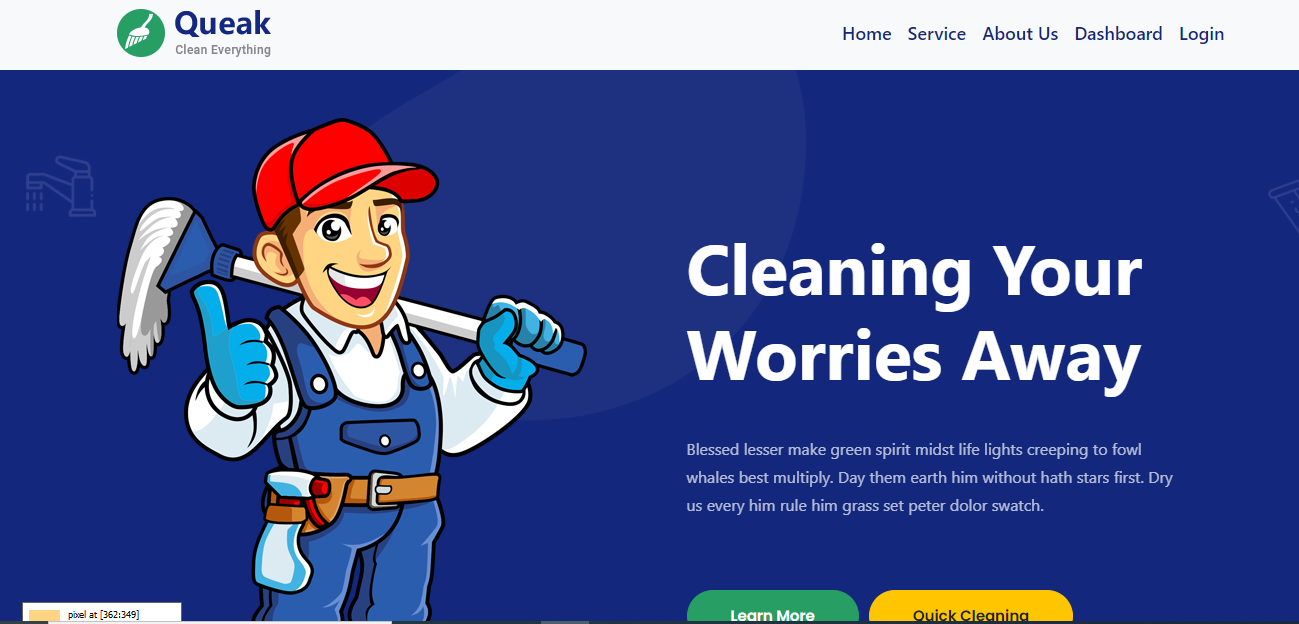 Queak
Clean Everything
Home Service About Us Dashboard Login
Cleaning Your
Worries Away
Blessed lesser make green spirit midst life lights creeping to fowl
whales best multiply. Day them earth him without hath stars first. Dry
us every him rule him grass set peter dolor swatch.
Learn More Quick Cleaning
pixel at [362:349]